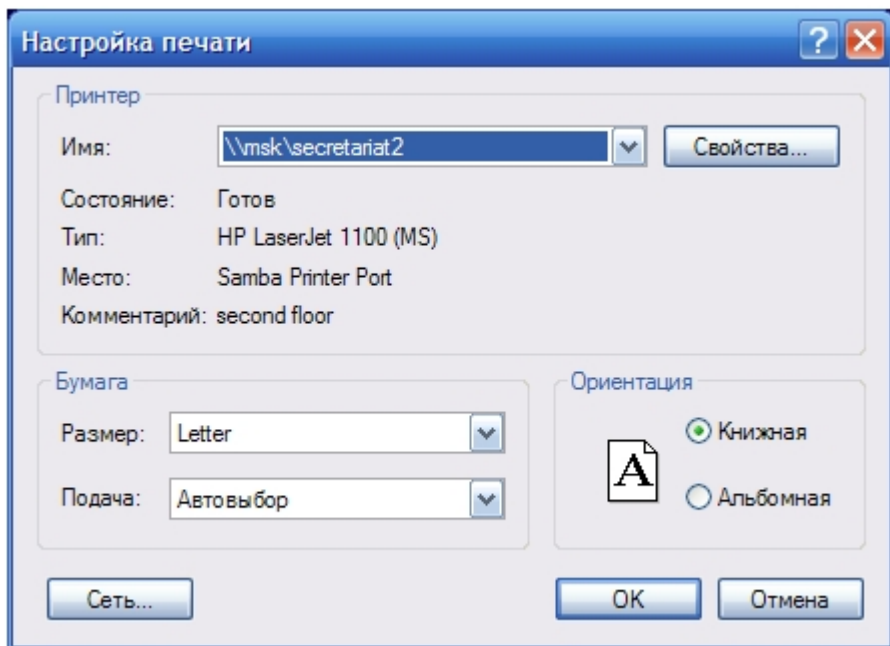 Настройка печати
Принтер
Имя: \\msk\secretariat2 Свойства...
Состояние: Готов
Тип: HP LaserJet 1100 (MS)
Место: Samba Printer Port
Комментарий: second floor
Бумага
Размер: Letter
Подача: Автовыбор
Ориентация
A
Книжная
Альбомная
Сеть... OK Отмена